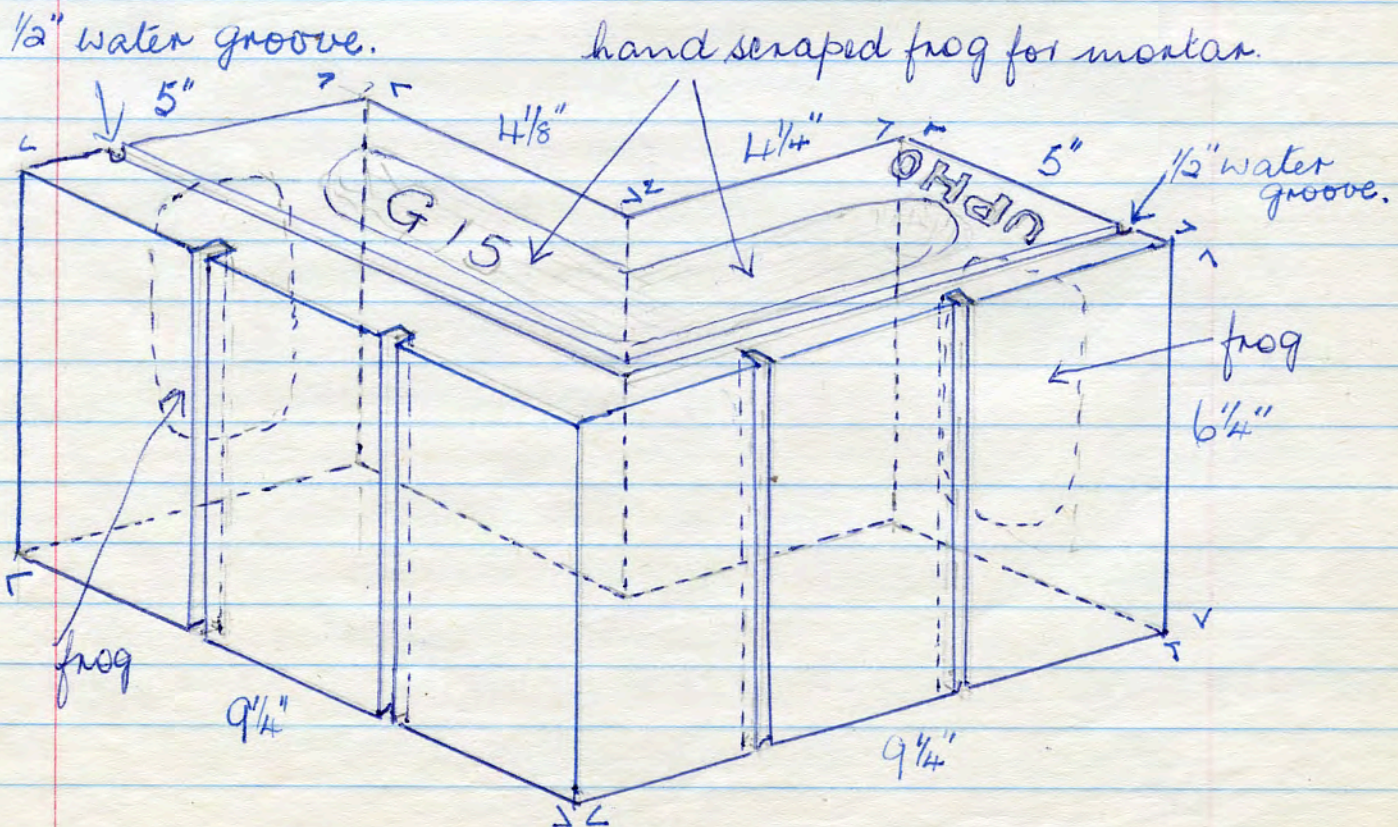 1/2" water groove.
hand scraped frog for mortar.
5"
4 1/8"
4 1/4"
5"
1/2" water
groove.
G15
UPHO
frog
6 1/4"
frog
9 1/4"
9 1/4"